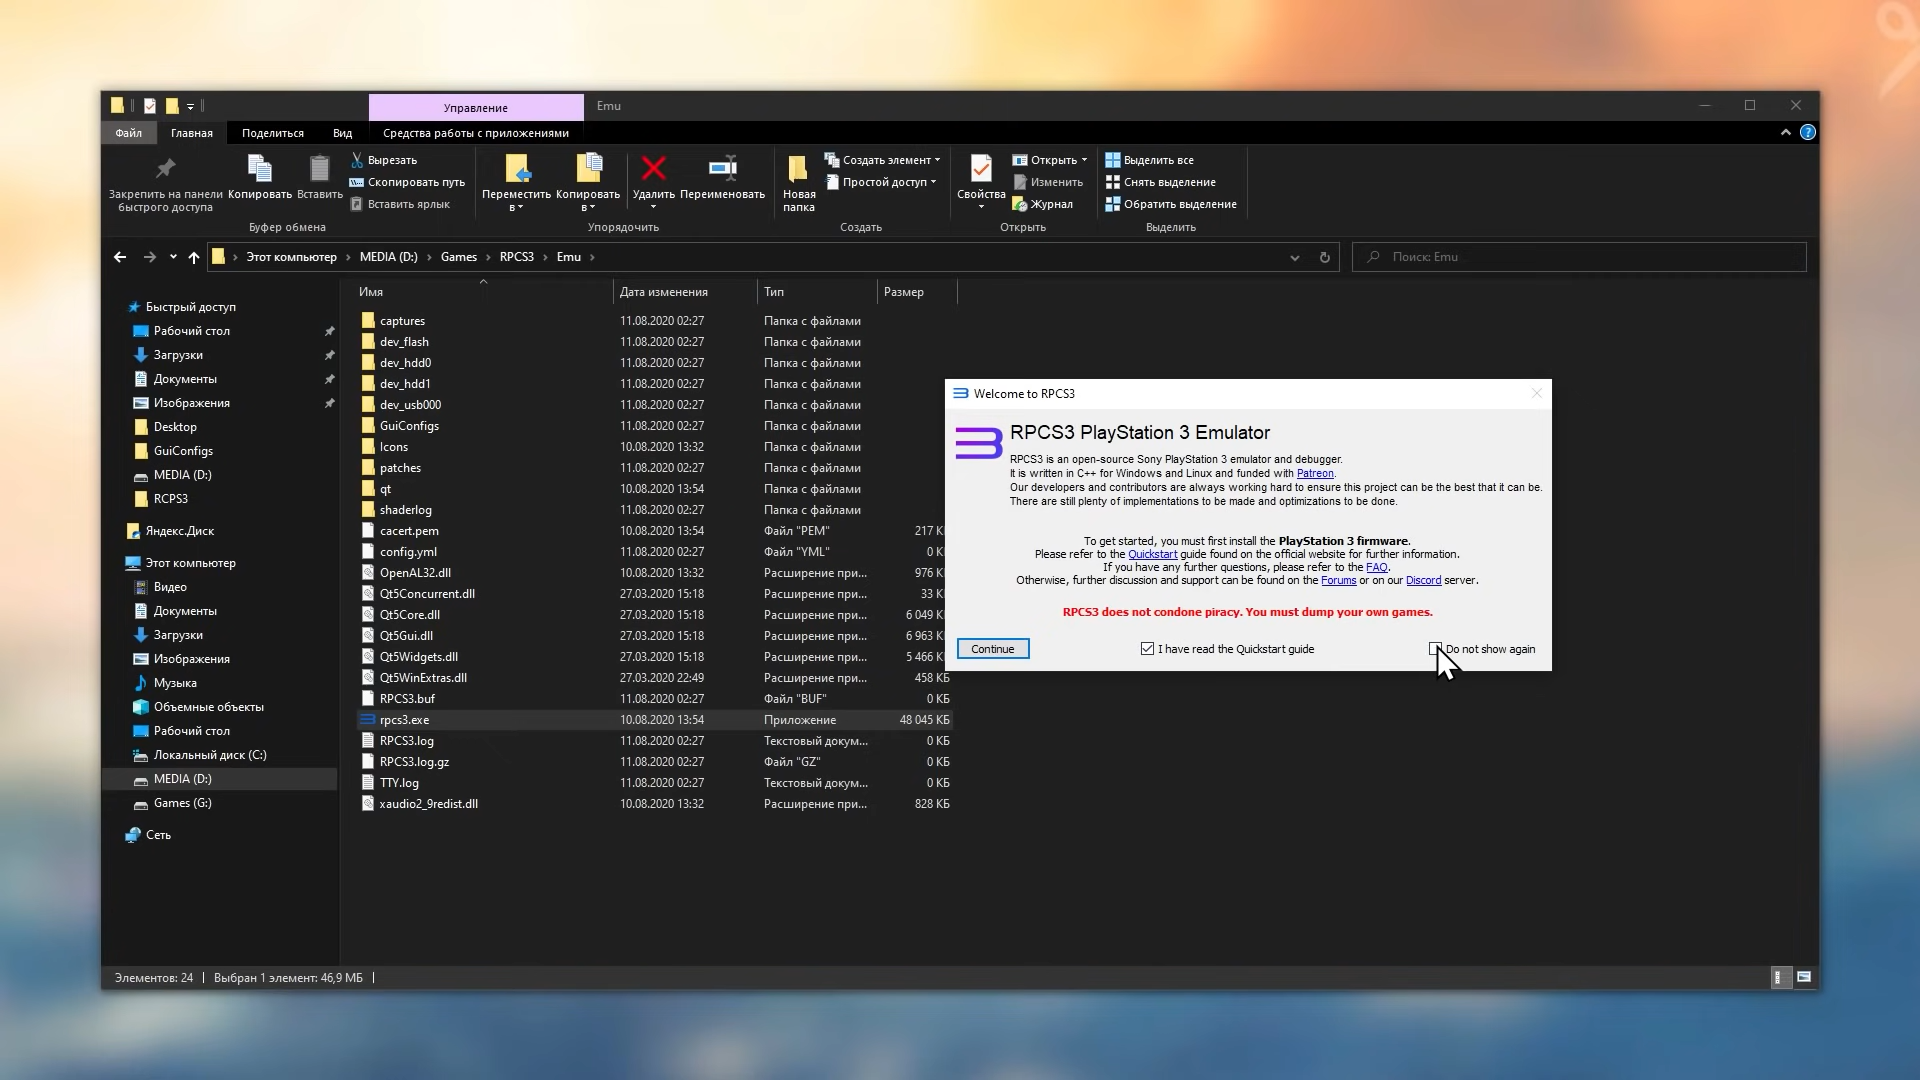 Управление
Emu
Файл
Главная
Поделиться
Вид
Средства работы с приложениями
Закрепить на панели быстрого доступа
Копировать
Вставить
Вырезать
Скопировать путь
Вставить ярлык
Буфер обмена
Переместить в
Копировать в
Удалить
Переименовать
Упорядочить
Новая папка
Создать элемент
Простой доступ
Создать
Свойства
Открыть
Изменить
Журнал
Открыть
Выделить все
Снять выделение
Обратить выделение
Выделить
Этот компьютер > MEDIA (D:) > Games > RPCS3 > Emu >
Поиск: Emu
Быстрый доступ
Рабочий стол
Загрузки
Документы
Изображения
Desktop
GuiConfigs
MEDIA (D:)
RCPS3
Яндекс.Диск
Этот компьютер
Видео
Документы
Загрузки
Изображения
Музыка
Объемные объекты
Рабочий стол
Локальный диск (C:)
MEDIA (D:)
Games (G:)
Сеть
Имя Дата изменения Тип Размер
captures 11.08.2020 02:27 Папка с файлами
dev_flash 11.08.2020 02:27 Папка с файлами
dev_hdd0 11.08.2020 02:27 Папка с файлами
dev_hdd1 11.08.2020 02:27 Папка с файлами
dev_usb000 11.08.2020 02:27 Папка с файлами
GuiConfigs 11.08.2020 02:27 Папка с файлами
Icons 10.08.2020 13:32 Папка с файлами
patches 11.08.2020 02:27 Папка с файлами
qt 10.08.2020 13:54 Папка с файлами
shaderlog 11.08.2020 02:27 Папка с файлами
cacert.pem 10.08.2020 13:54 Файл "PEM" 217 К
config.yml 11.08.2020 02:27 Файл "YML" 0 К
OpenAL32.dll 10.08.2020 13:32 Расширение при... 976 К
Qt5Concurrent.dll 27.03.2020 15:18 Расширение при... 33 К
Qt5Core.dll 27.03.2020 15:18 Расширение при... 6 049 К
Qt5Gui.dll 27.03.2020 15:18 Расширение при... 6 963 К
Qt5Widgets.dll 27.03.2020 15:18 Расширение при... 5 466 К
Qt5WinExtras.dll 27.03.2020 22:49 Расширение при... 458 КБ
RPCS3.buf 11.08.2020 02:27 Файл "BUF" 0 КБ
rpcs3.exe 10.08.2020 13:54 Приложение 48 045 КБ
RPCS3.log 11.08.2020 02:27 Текстовый докум... 0 КБ
RPCS3.log.gz 11.08.2020 02:27 Файл "GZ" 0 КБ
TTY.log 11.08.2020 02:27 Текстовый докум... 0 КБ
xaudio2_9redist.dll 10.08.2020 13:32 Расширение при... 828 КБ
Welcome to RPCS3
RPCS3 PlayStation 3 Emulator
RPCS3 is an open-source Sony PlayStation 3 emulator and debugger.
It is written in C++ for Windows and Linux and funded with Patreon.
Our developers and contributors are always working hard to ensure this project can be the best that it can be.
There are still plenty of implementations to be made and optimizations to be done.
To get started, you must first install the PlayStation 3 firmware.
Please refer to the Quickstart guide found on the official website for further information.
If you have any further questions, please refer to the FAQ.
Otherwise, further discussion and support can be found on the Forums or on our Discord server.
RPCS3 does not condone piracy. You must dump your own games.
Continue
I have read the Quickstart guide
Do not show again
Элементов: 24
Выбран 1 элемент: 46,9 МБ